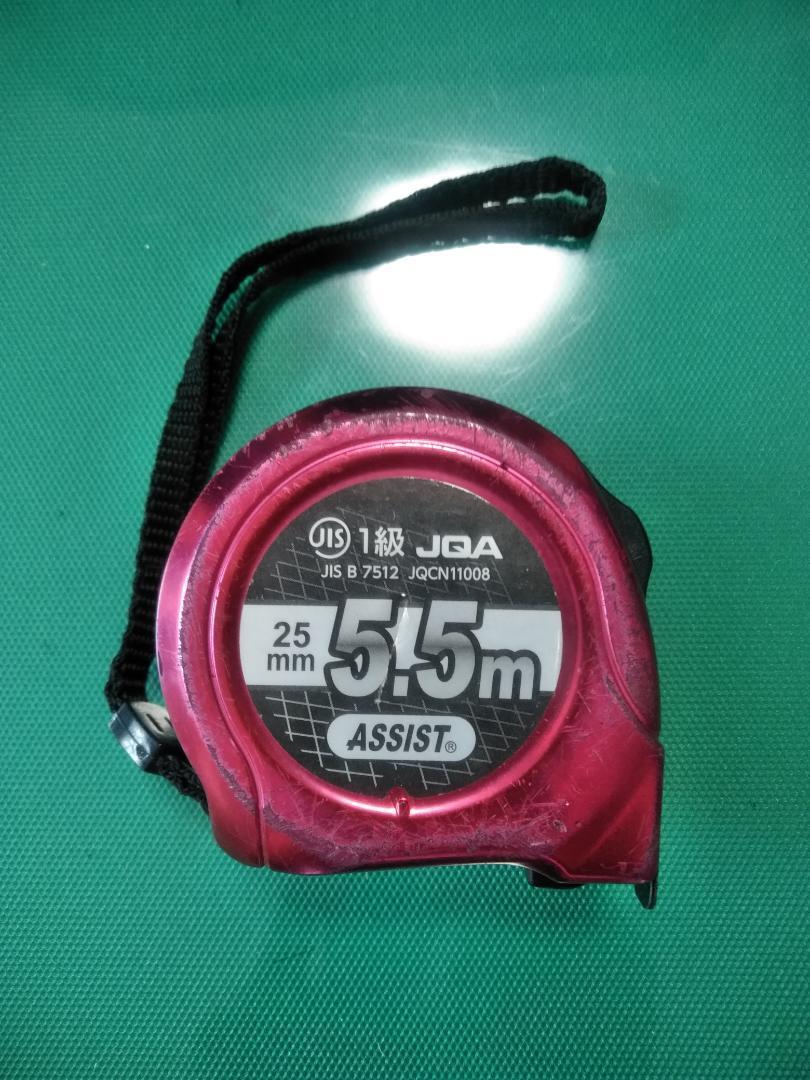 JIS 1級 JQA
JIS B 7512 JQCN11008
25 mm
5.5m
ASSIST®